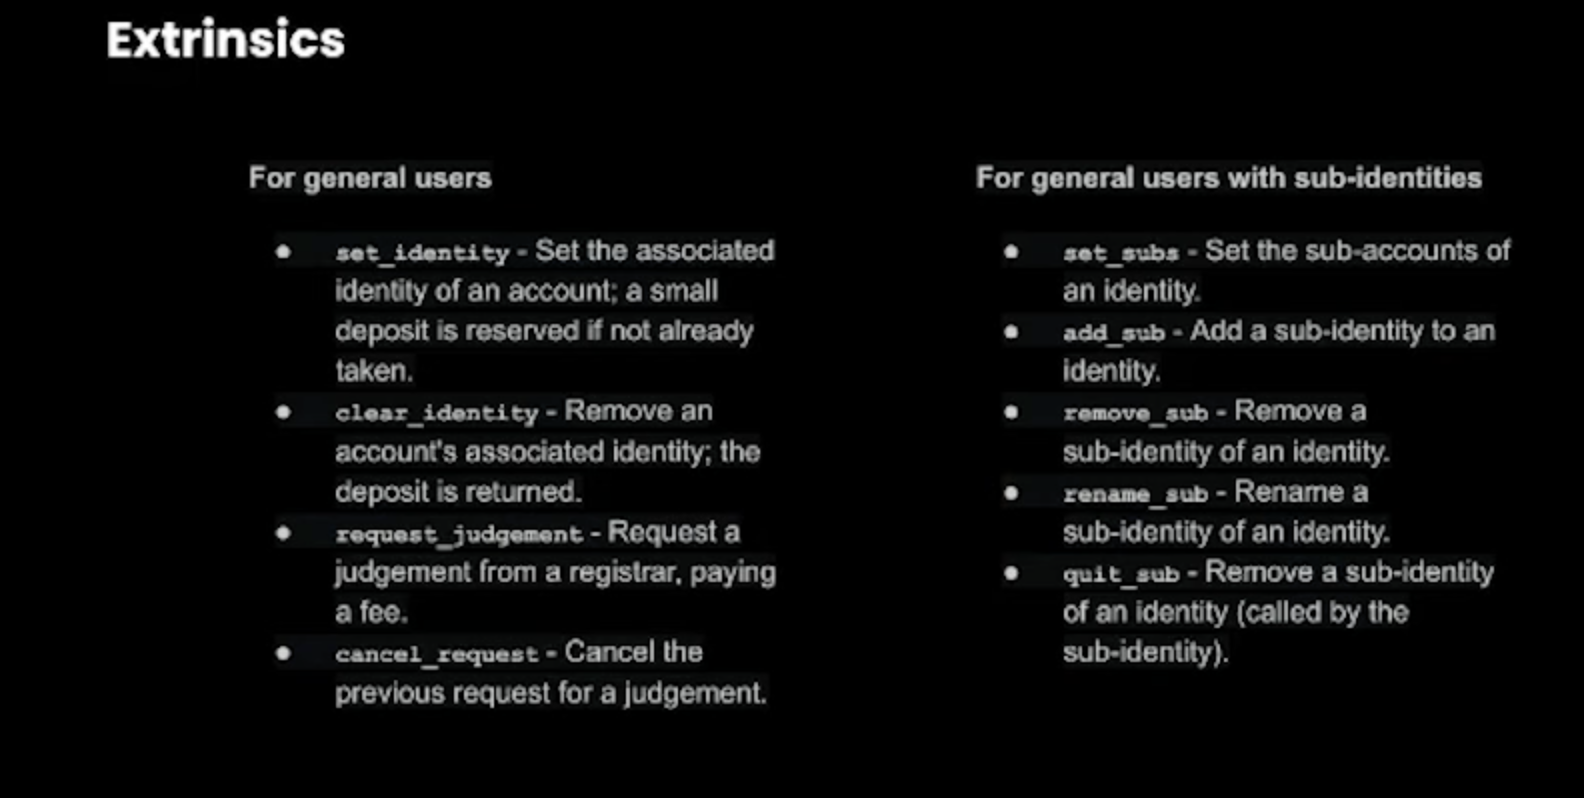 Extrinsics
For general users
● set_identity - Set the associated
identity of an account; a small
deposit is reserved if not already
taken.
● clear_identity - Remove an
account's associated identity; the
deposit is returned.
● request_judgement - Request a
judgement from a registrar, paying
a fee.
● cancel_request - Cancel the
previous request for a judgement.
For general users with sub-identities
● set_subs - Set the sub-accounts of
an identity.
● add_sub - Add a sub-identity to an
identity.
● remove_sub - Remove a
sub-identity of an identity.
● rename_sub - Rename a
sub-identity of an identity.
● quit_sub - Remove a sub-identity
of an identity (called by the
sub-identity).